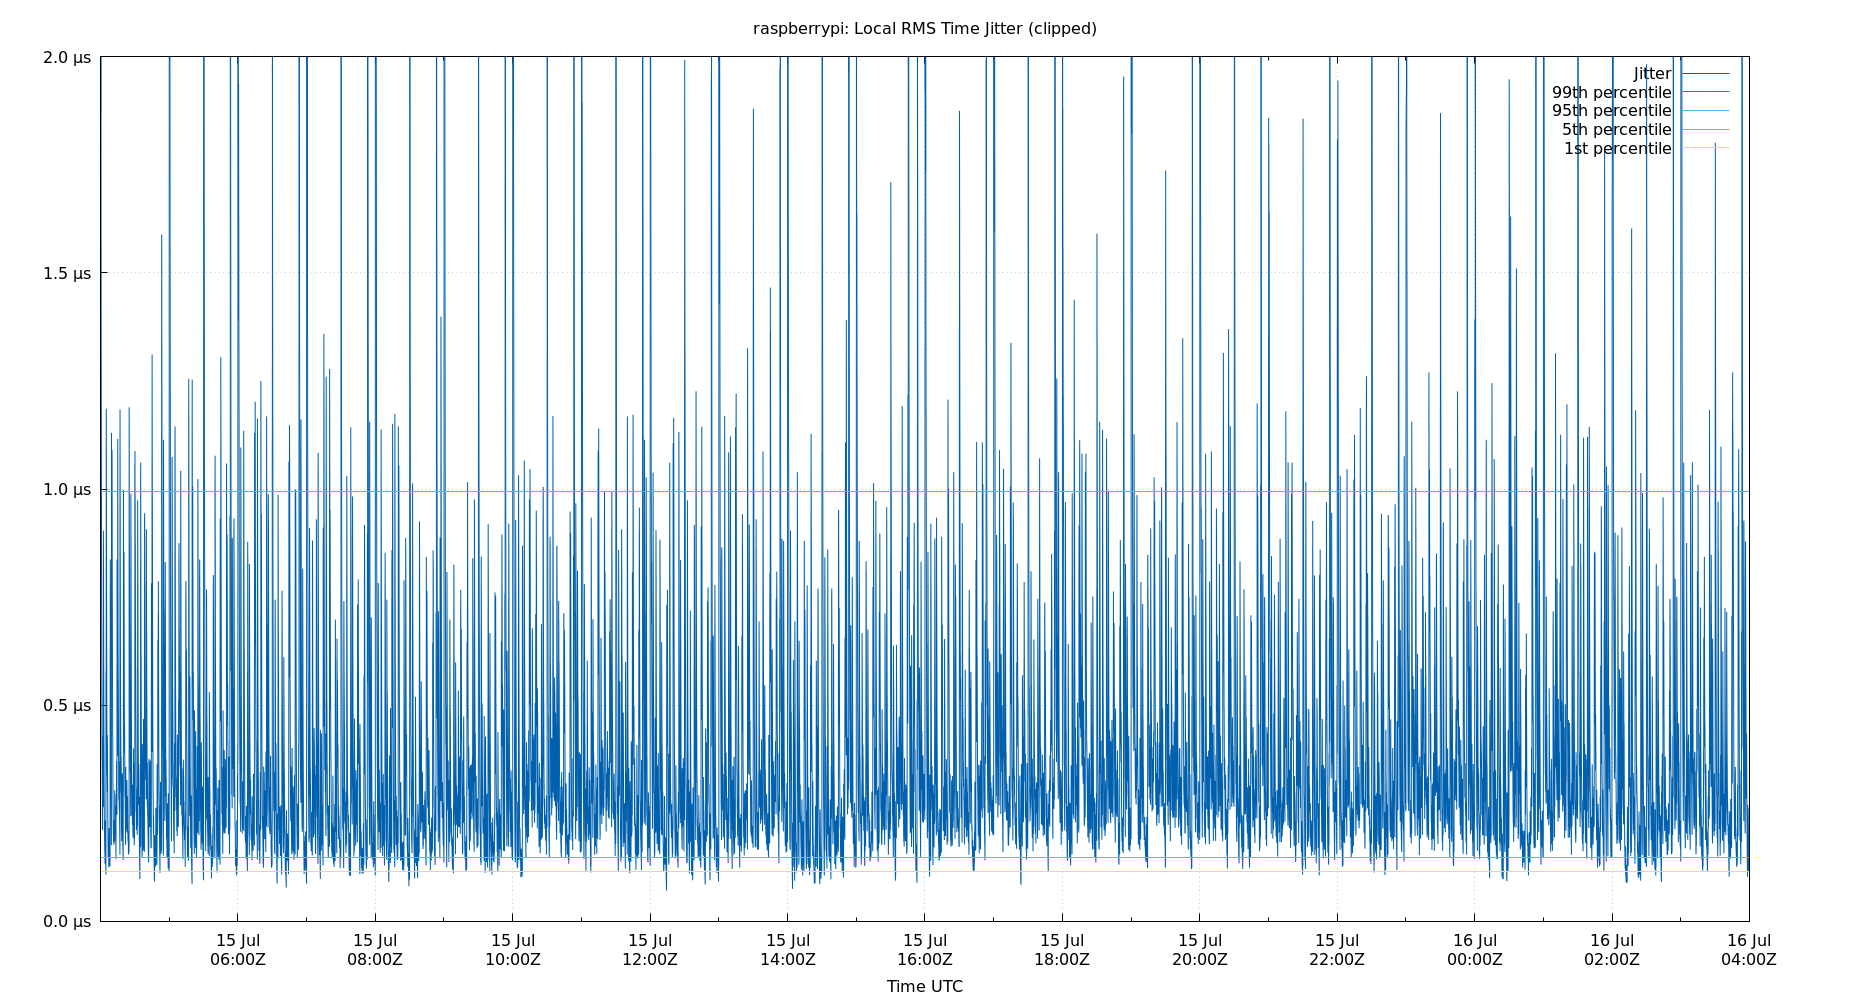 raspberrypi: Local RMS Time Jitter (clipped)
2.0 µs
1.5 µs
1.0 µs
0.5 µs
0.0 µs
Jitter
99th percentile
95th percentile
5th percentile
1st percentile
15 Jul 15 Jul 15 Jul 15 Jul 15 Jul 15 Jul 15 Jul 15 Jul 15 Jul 16 Jul 16 Jul 16 Jul
06:00Z 08:00Z 10:00Z 12:00Z 14:00Z 16:00Z 18:00Z 20:00Z 22:00Z 00:00Z 02:00Z 04:00Z
Time UTC